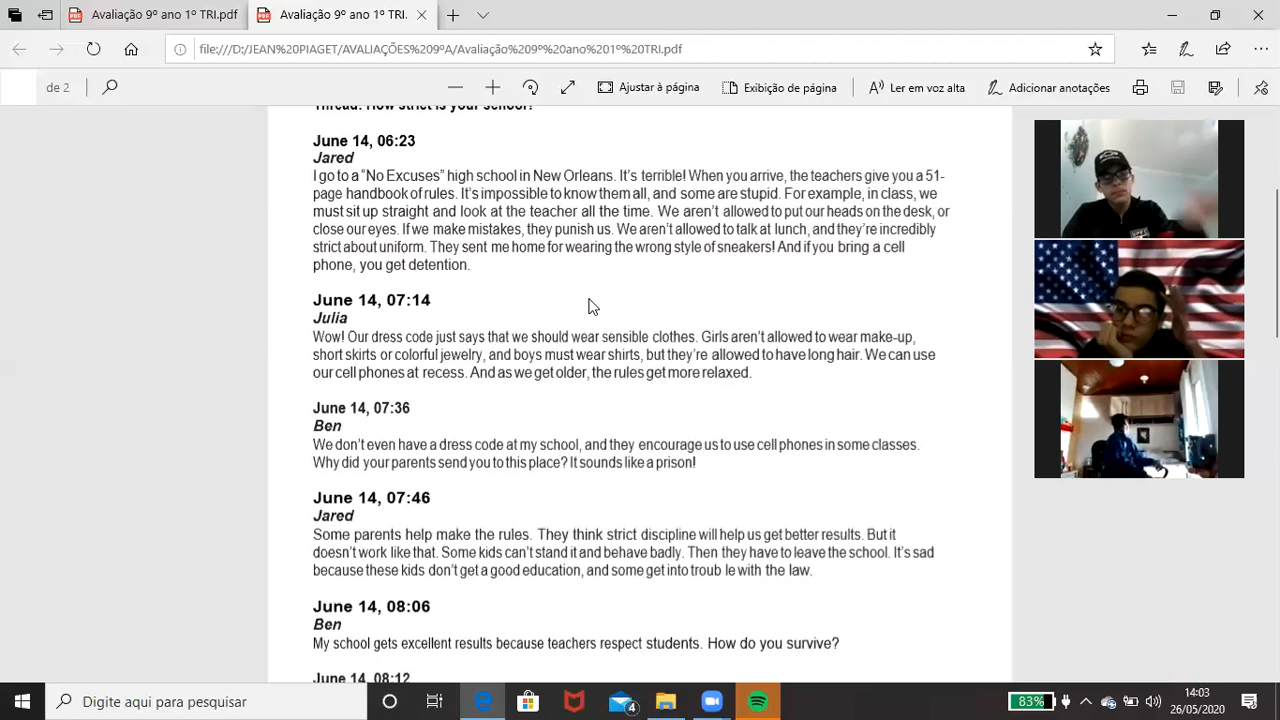 Avaliação 9º ano 1º TRI.pdf
Avaliação 9º ano 1º TRI.pdf
file:///D:/JEAN%20PIAGET/AVALIAÇÕES%209ºA/Avaliação%209º%20ano%201º%20TRI.pdf
de 2
Ajustar à página
Exibição de página
Ler em voz alta
Adicionar anotações
Thread: How strict is your school?
June 14, 06:23
Jared
I go to a “No Excuses” high school in New Orleans. It’s terrible! When you arrive, the teachers give you a 51-
page handbook of rules. It’s impossible to know them all, and some are stupid. For example, in class, we
must sit up straight and look at the teacher all the time. We aren’t allowed to put our heads on the desk, or
close our eyes. If we make mistakes, they punish us. We aren’t allowed to talk at lunch, and they’re incredibly
strict about uniform. They sent me home for wearing the wrong style of sneakers! And if you bring a cell
phone, you get detention.
June 14, 07:14
Julia
Wow! Our dress code just says that we should wear sensible clothes. Girls aren’t allowed to wear make-up,
short skirts or colorful jewelry, and boys must wear shirts, but they’re allowed to have long hair. We can use
our cell phones at recess. And as we get older, the rules get more relaxed.
June 14, 07:36
Ben
We don’t even have a dress code at my school, and they encourage us to use cell phones in some classes.
Why did your parents send you to this place? It sounds like a prison!
June 14, 07:46
Jared
Some parents help make the rules. They think strict discipline will help us get better results. But it
doesn’t work like that. Some kids can’t stand it and behave badly. Then they have to leave the school. It’s sad
because these kids don’t get a good education, and some get into troub le with the law.
June 14, 08:06
Ben
My school gets excellent results because teachers respect students. How do you survive?
June 14, 08:12
Digite aqui para pesquisar
4
83%
14:03
26/05/2020